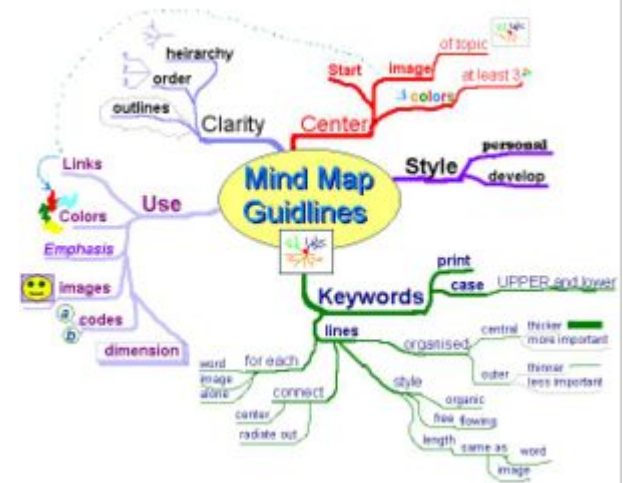 Mind Map
Guidlines
Center
Start
image
of topic
at least 3
colors
Style
personal
develop
Keywords
print
case
UPPER and lower
lines
organised
central
thicker
more important
outer
thinner
less important
style
organic
free flowing
length
same as
word
image
connect
center
radiate out
for each
word
image
alone
Use
Links
Colors
Emphasis
images
codes
a
b
dimension
Clarity
heirarchy
order
outlines